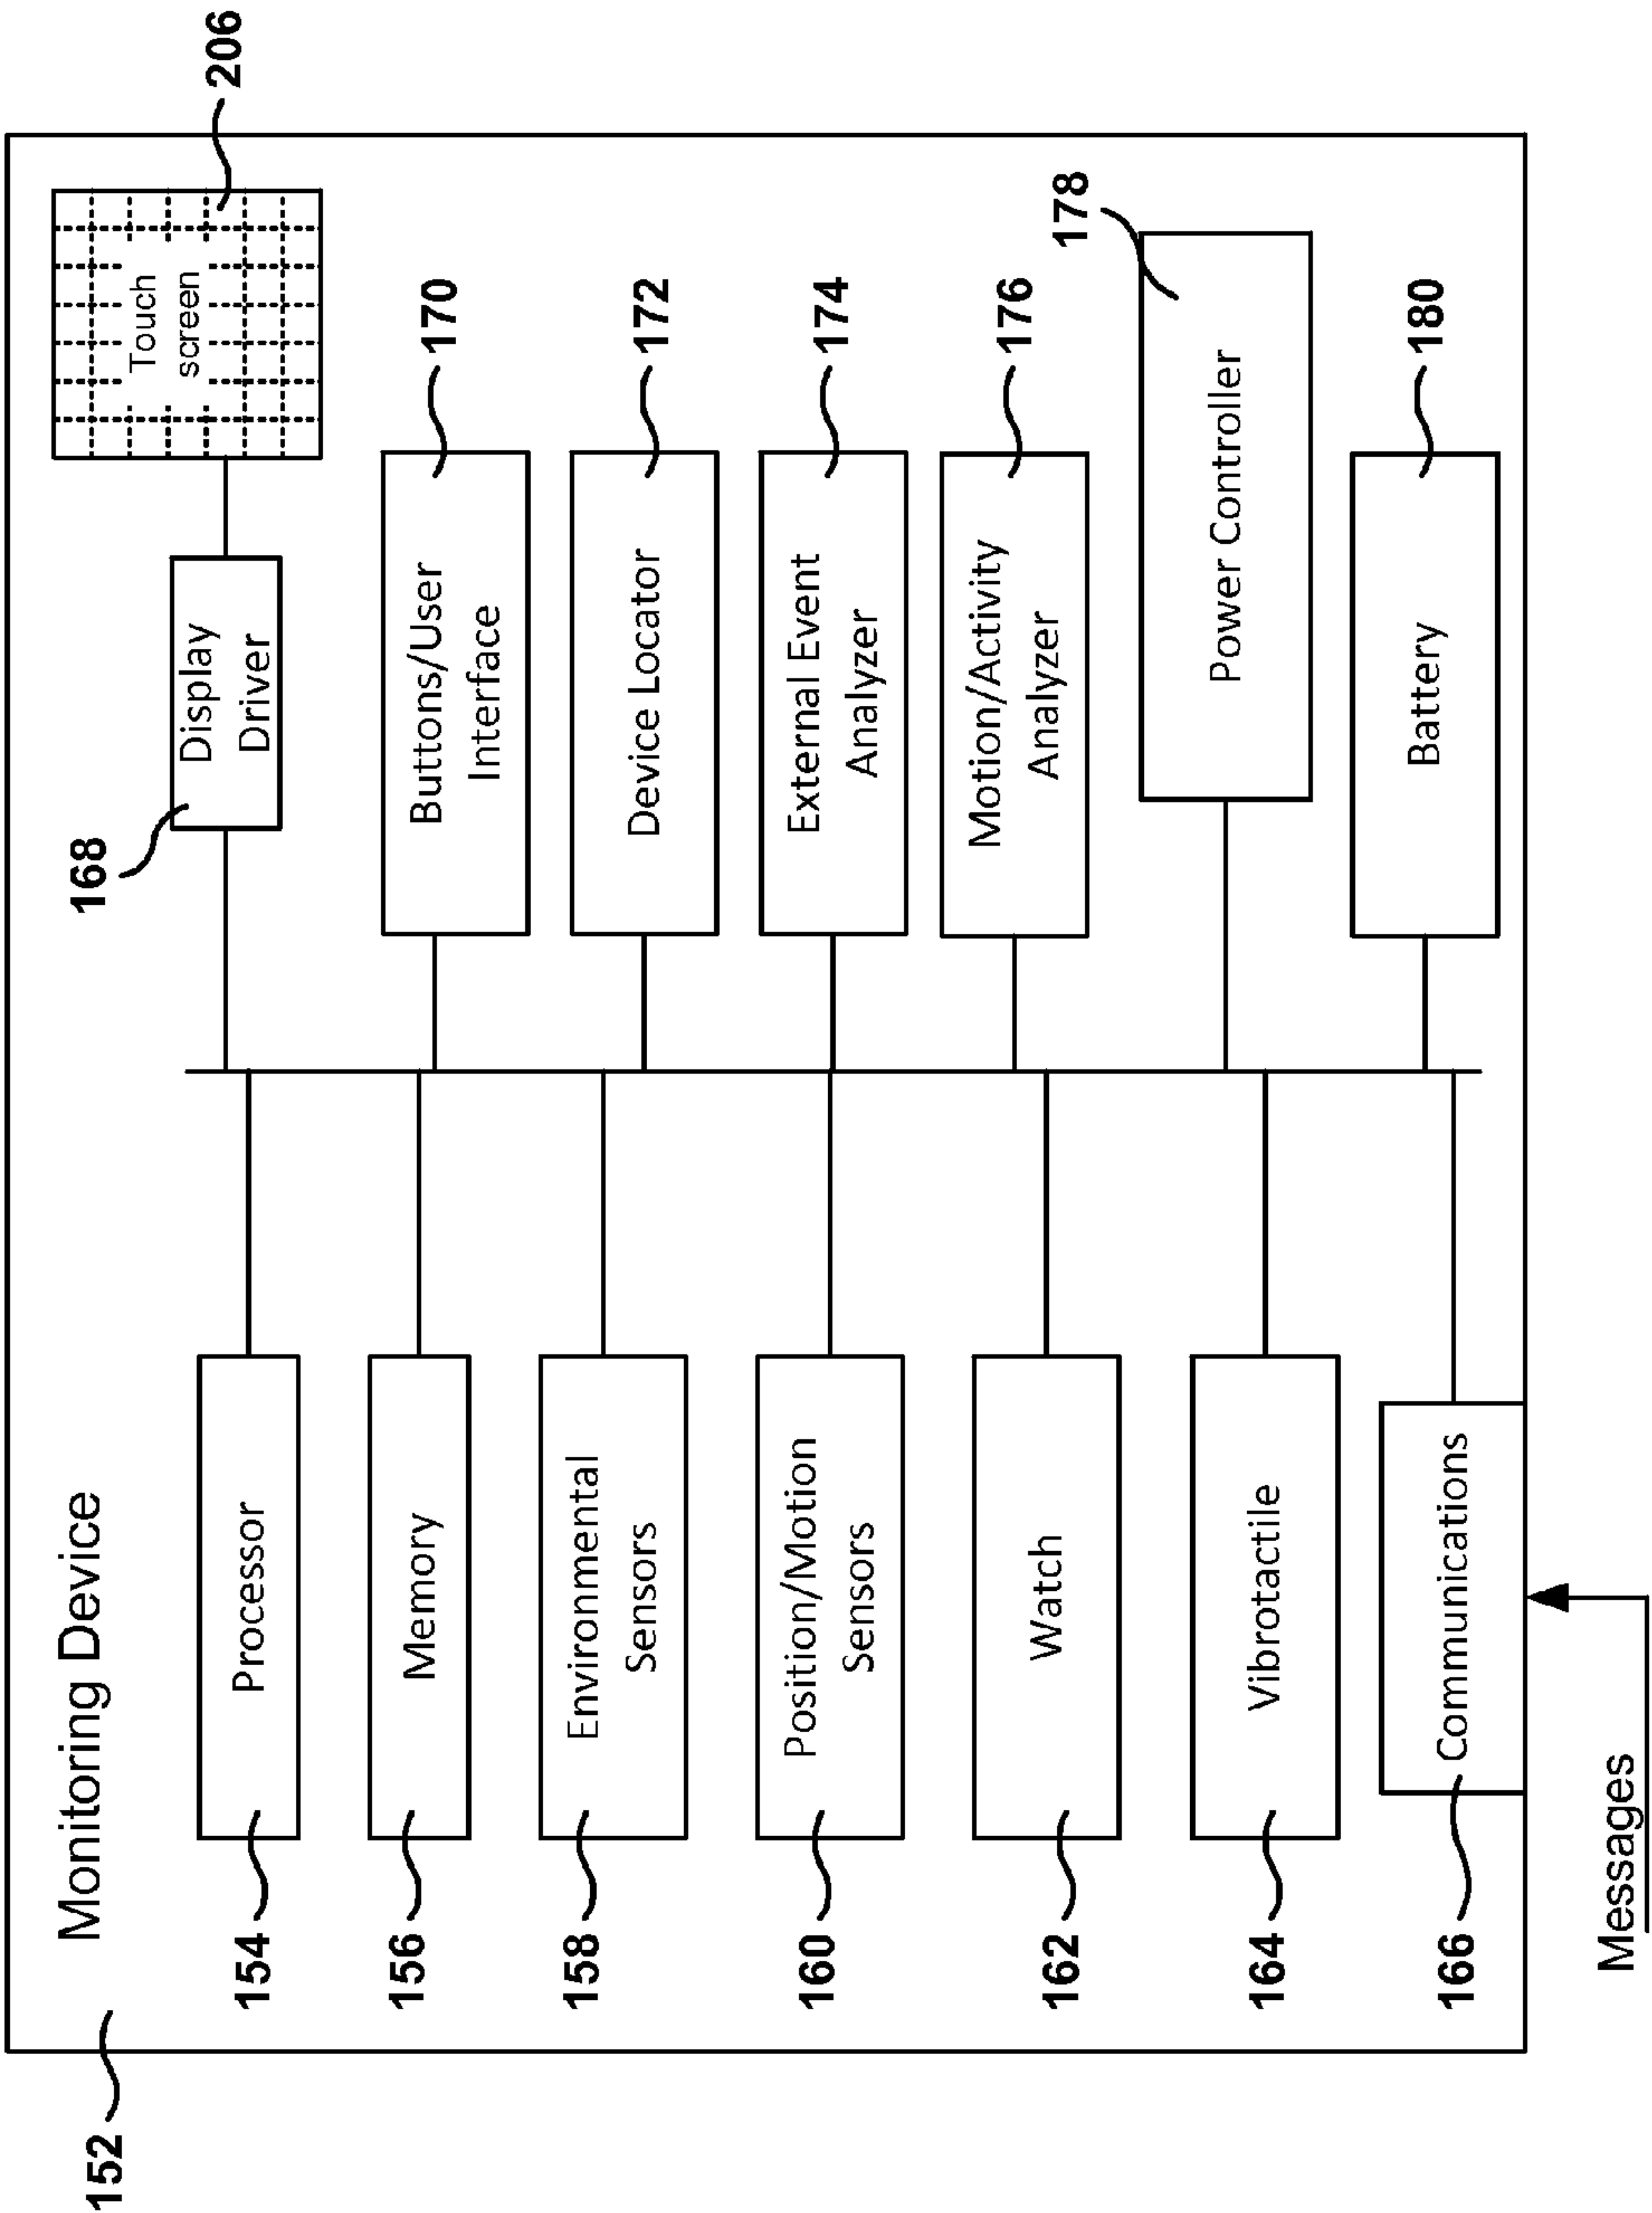 152
Monitoring Device
154
Processor
156
Memory
158
Environmental
Sensors
160
Position/Motion
Sensors
162
Watch
164
Vibrotactile
166
Communications
Messages
168
Display
Driver
Touch
screen
206
Buttons/User
Interface
170
Device Locator
172
External Event
Analyzer
174
Motion/Activity
Analyzer
176
Power Controller
178
Battery
180